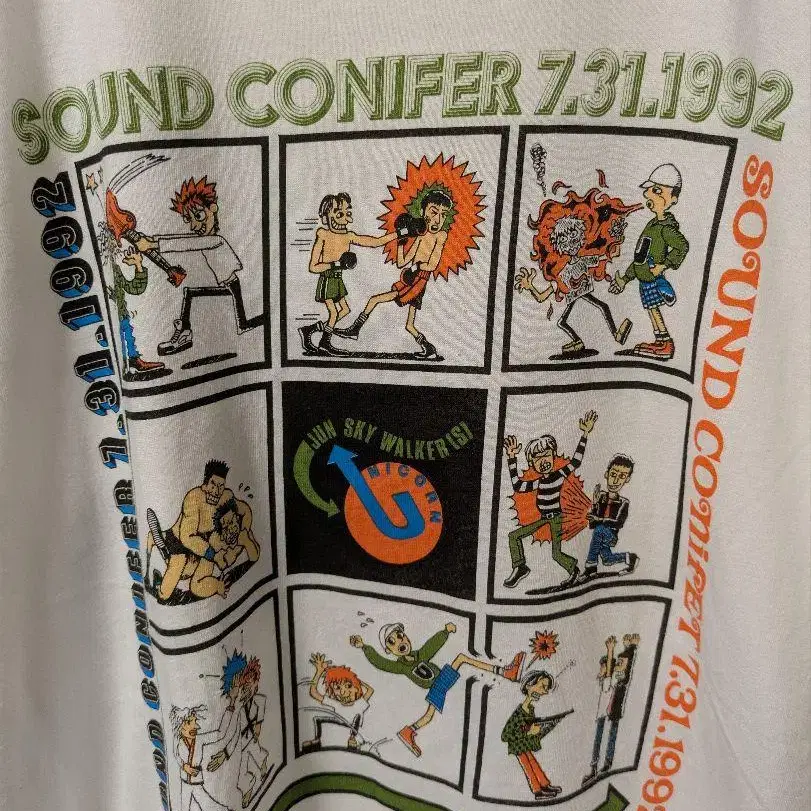 SOUND CONIFER 7.31.1992
SOUND CONIFER 7.31.1992
SOUND CONIFER 7.31.1992
JUN SKY WALKER(S)
UNICORN
D
D